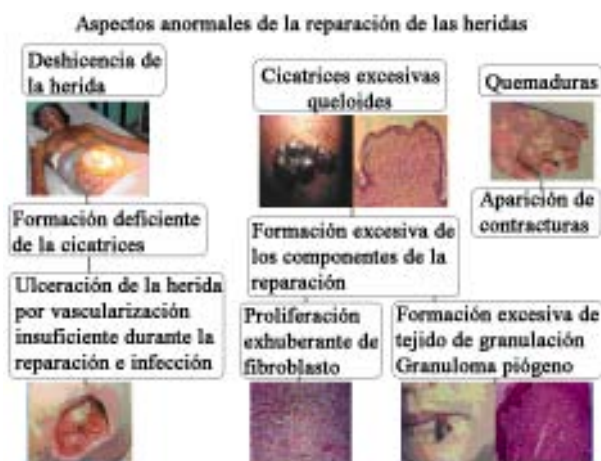 Aspectos anormales de la reparación de las heridas
Deshicencia de
la herida
Formación deficiente
de la cicatrices
Ulceración de la herida
por vascularización
insuficiente durante la
reparación e infección
Cicatrices excesivas
queloides
Formación excesiva de
los componentes de la
reparación
Proliferación
exhuberante de
fibroblasto
Formación excesiva de
tejido de granulación
Granuloma piógeno
Quemaduras
Aparición de
contracturas